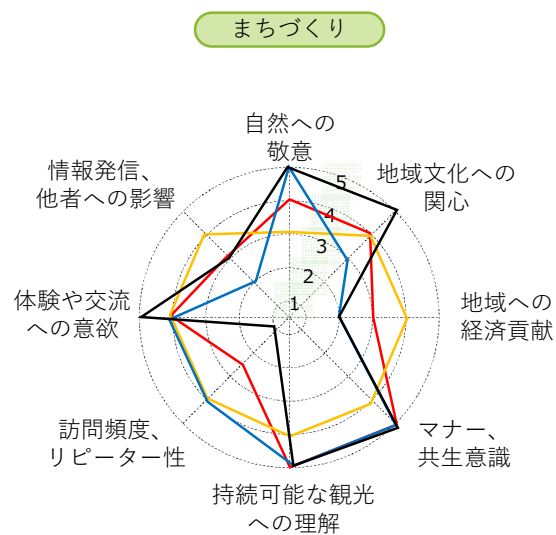 まちづくり
自然への
敬意
地域文化への
関心
地域への
経済貢献
マナー、
共生意識
持続可能な観光
への理解
訪問頻度、
リピーター性
体験や交流
への意欲
情報発信、
他者への影響
5
4
3
2
1